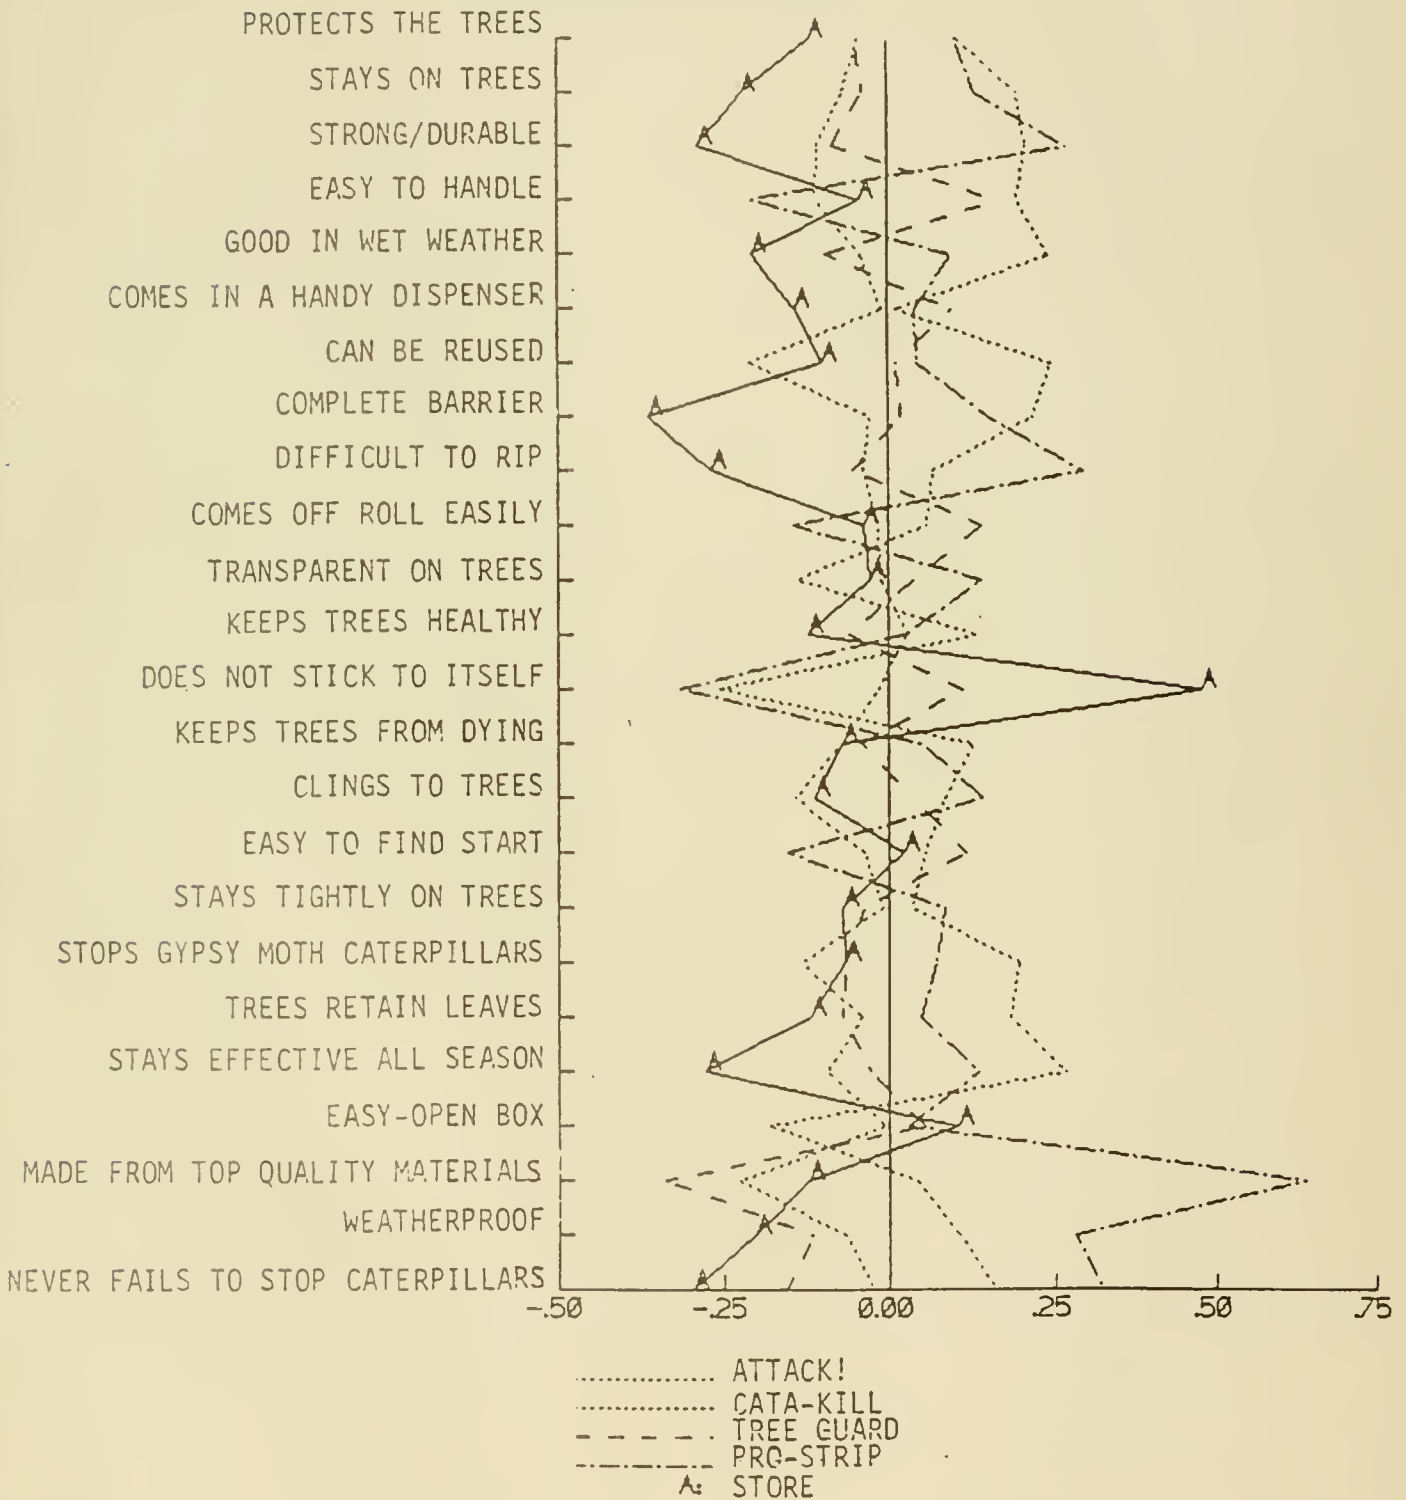 PROTECTS THE TREES
STAYS ON TREES
STRONG/DURABLE
EASY TO HANDLE
GOOD IN WET WEATHER
COMES IN A HANDY DISPENSER
CAN BE REUSED
COMPLETE BARRIER
DIFFICULT TO RIP
COMES OFF ROLL EASILY
TRANSPARENT ON TREES
KEEPS TREES HEALTHY
DOES NOT STICK TO ITSELF
KEEPS TREES FROM DYING
CLINGS TO TREES
EASY TO FIND START
STAYS TIGHTLY ON TREES
STOPS GYPSY MOTH CATERPILLARS
TREES RETAIN LEAVES
STAYS EFFECTIVE ALL SEASON
EASY-OPEN BOX
MADE FROM TOP QUALITY MATERIALS
WEATHERPROOF
NEVER FAILS TO STOP CATERPILLARS
-.50 -.25 0.00 .25 .50 .75
ATTACK!
CATA-KILL
TREE GUARD
PRO-STRIP
A: STORE